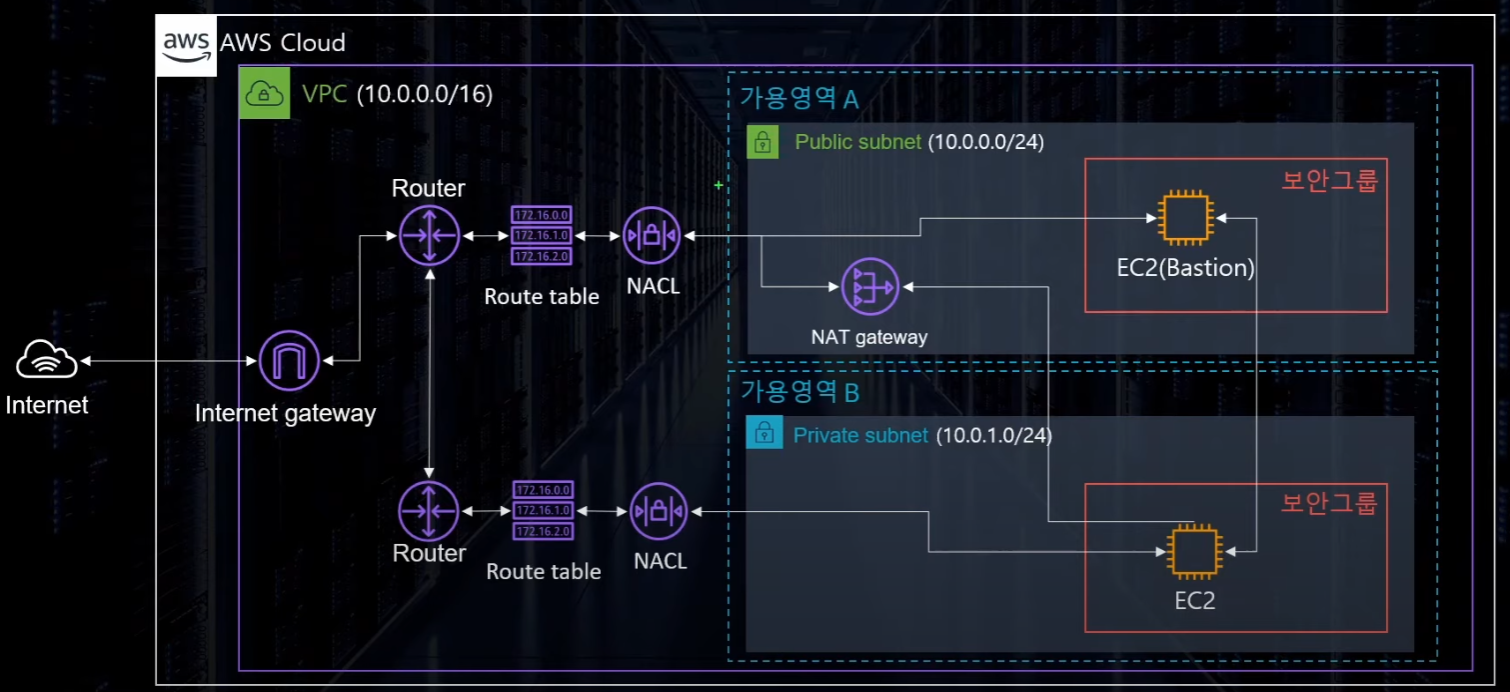 aws AWS Cloud
VPC (10.0.0.0/16)
가용영역 A
Public subnet (10.0.0.0/24)
보안그룹
Router
172.16.0.0
172.16.1.0
172.16.2.0
Route table
NACL
EC2(Bastion)
NAT gateway
Internet
Internet gateway
가용영역 B
Private subnet (10.0.1.0/24)
보안그룹
172.16.0.0
172.16.1.0
172.16.2.0
Router
Route table
NACL
EC2